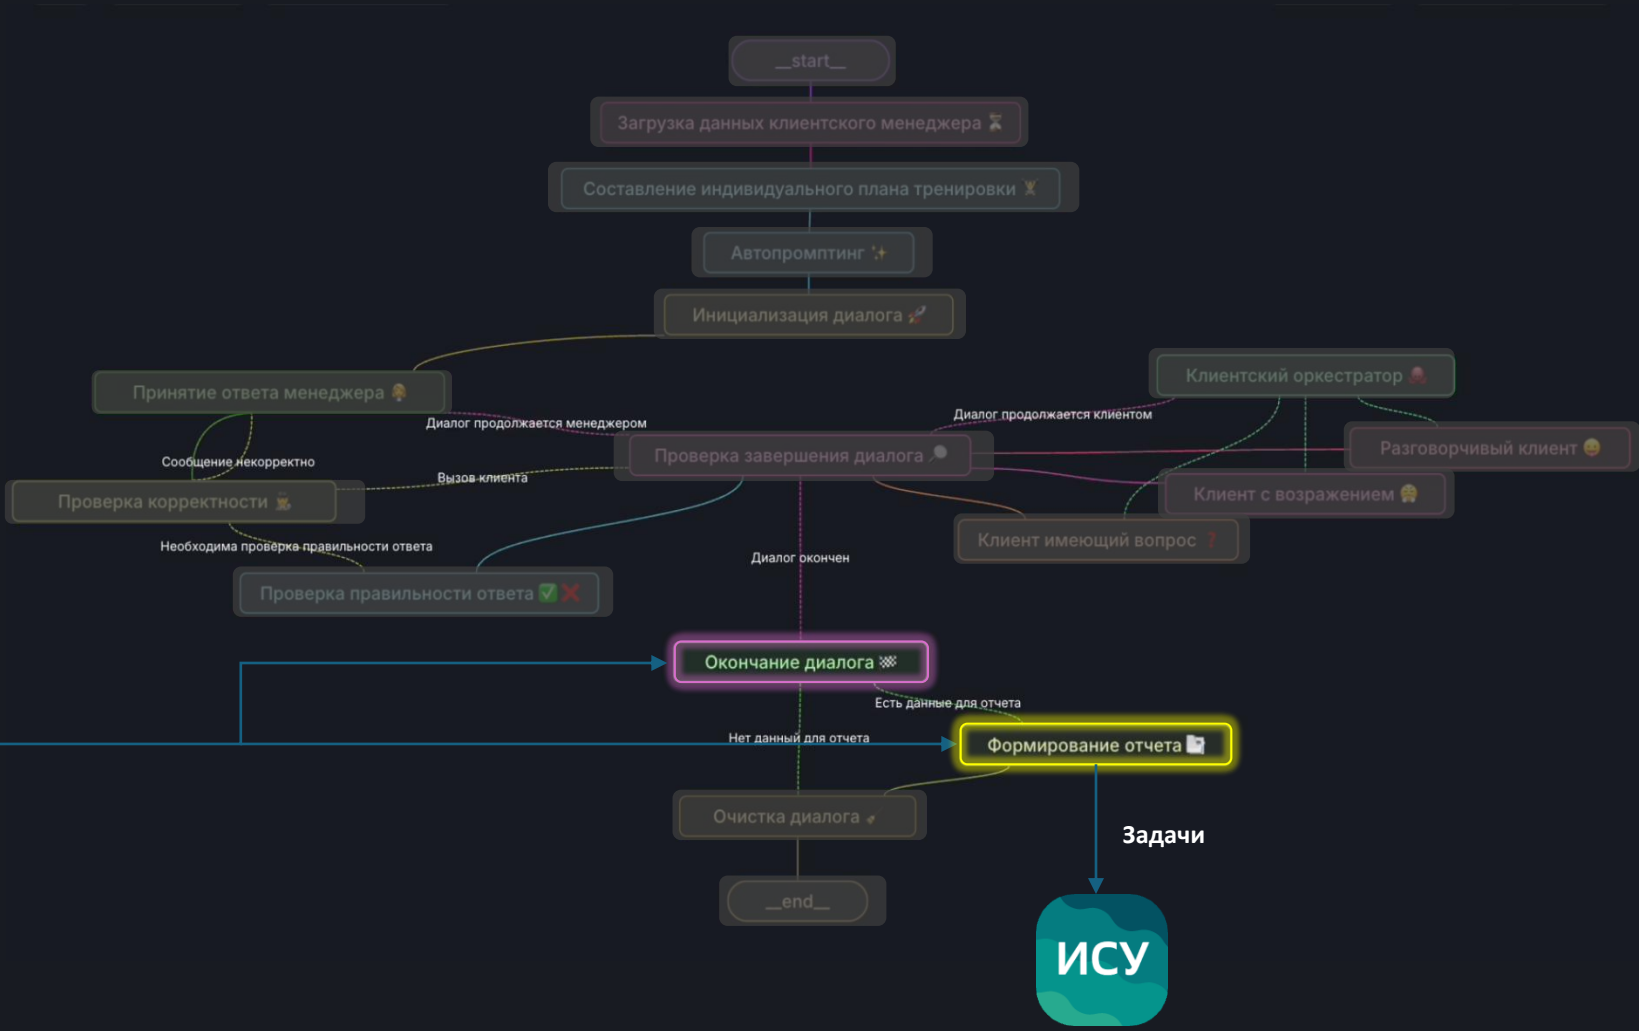 __start__
Загрузка данных клиентского менеджера
Составление индивидуального плана тренировки
Автопромптинг
Инициализация диалога
Принятие ответа менеджера
Клиентский оркестратор
Диалог продолжается менеджером
Диалог продолжается клиентом
Проверка завершения диалога
Разговорчивый клиент
Сообщение некорректно
Вызов клиента
Проверка корректности
Клиент с возражением
Клиент имеющий вопрос
Необходима проверка правильности ответа
Диалог окончен
Проверка правильности ответа
Окончание диалога
Есть данные для отчета
Нет данный для отчета
Формирование отчета
Очистка диалога
Задачи
__end__
ИСУ